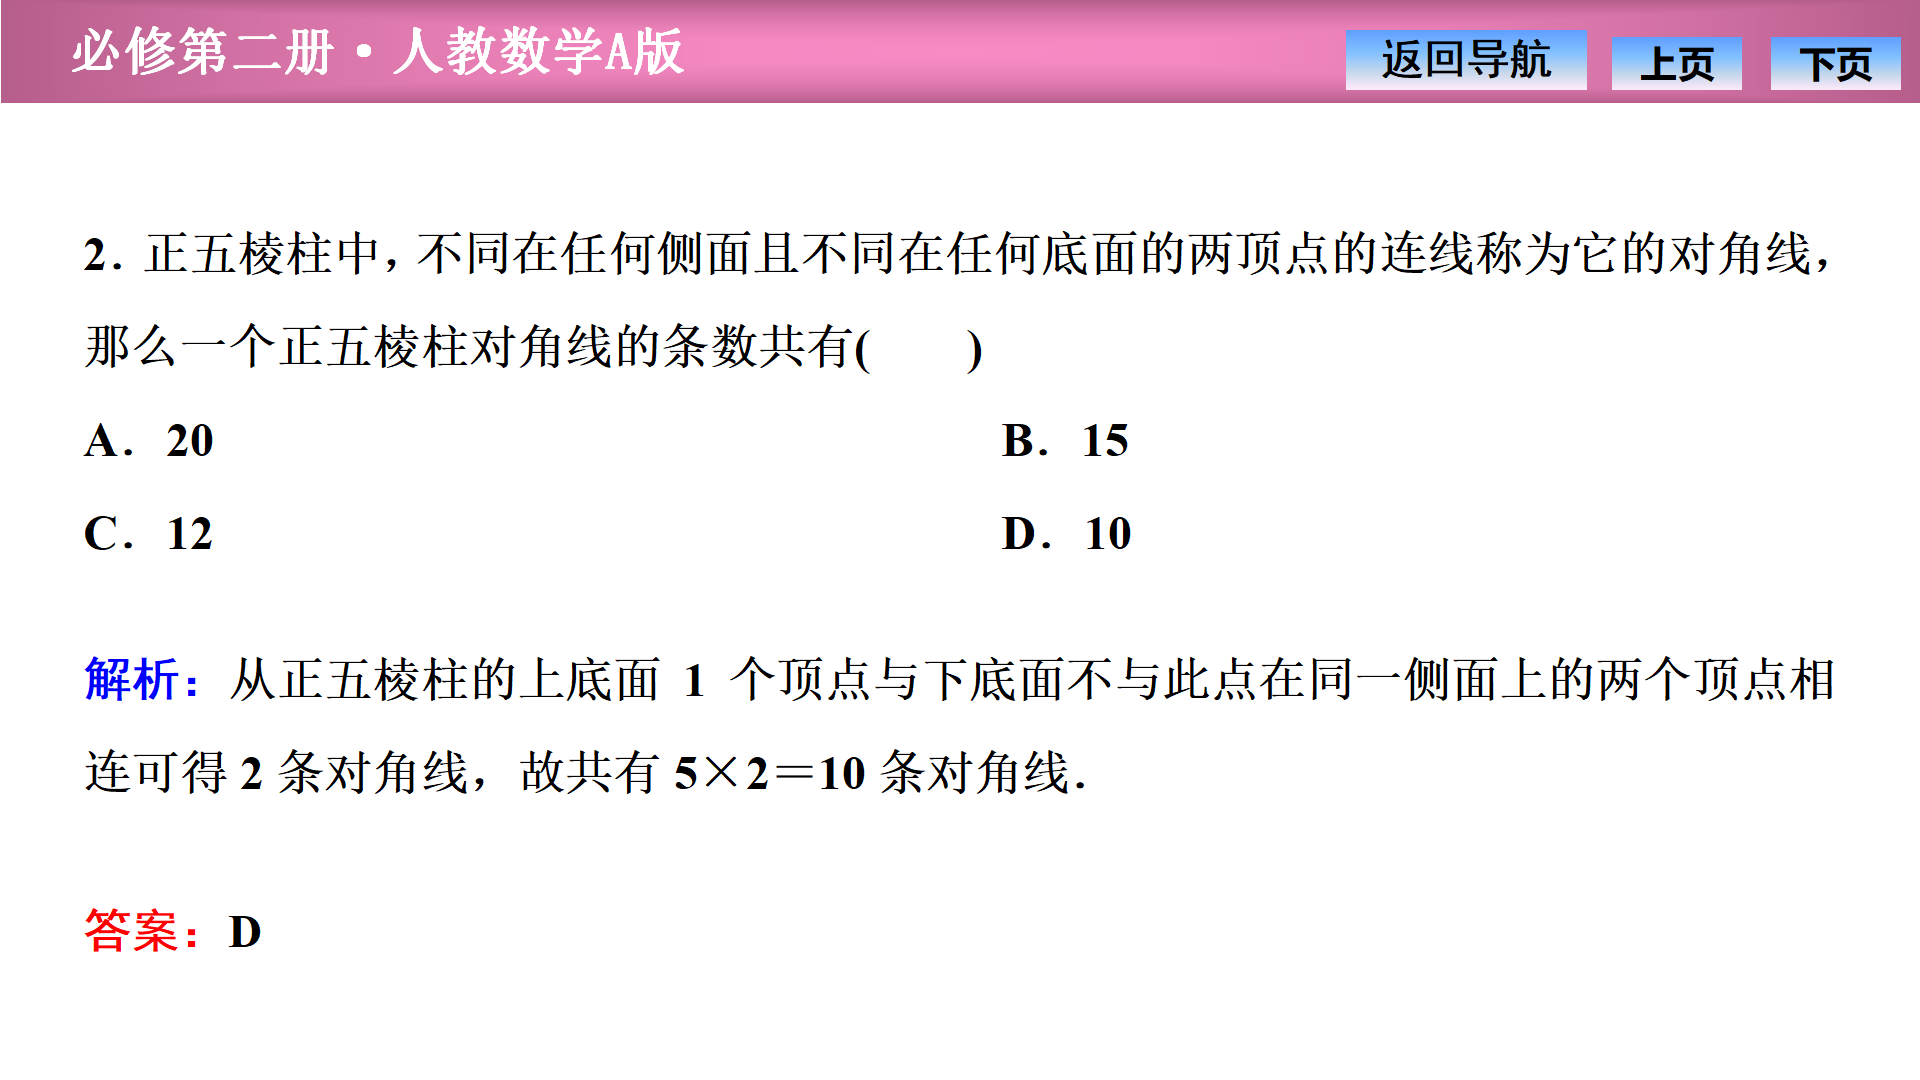 必修第二册·人教数学A版
返回导航
上页
下页
2．正五棱柱中，不同在任何侧面且不同在任何底面的两顶点的连线称为它的对角线，
那么一个正五棱柱对角线的条数共有(　　)
A．20
B．15
C．12
D．10
解析：从正五棱柱的上底面 1 个顶点与下底面不与此点在同一侧面上的两个顶点相
连可得 2 条对角线，故共有 5×2＝10 条对角线．
答案：D